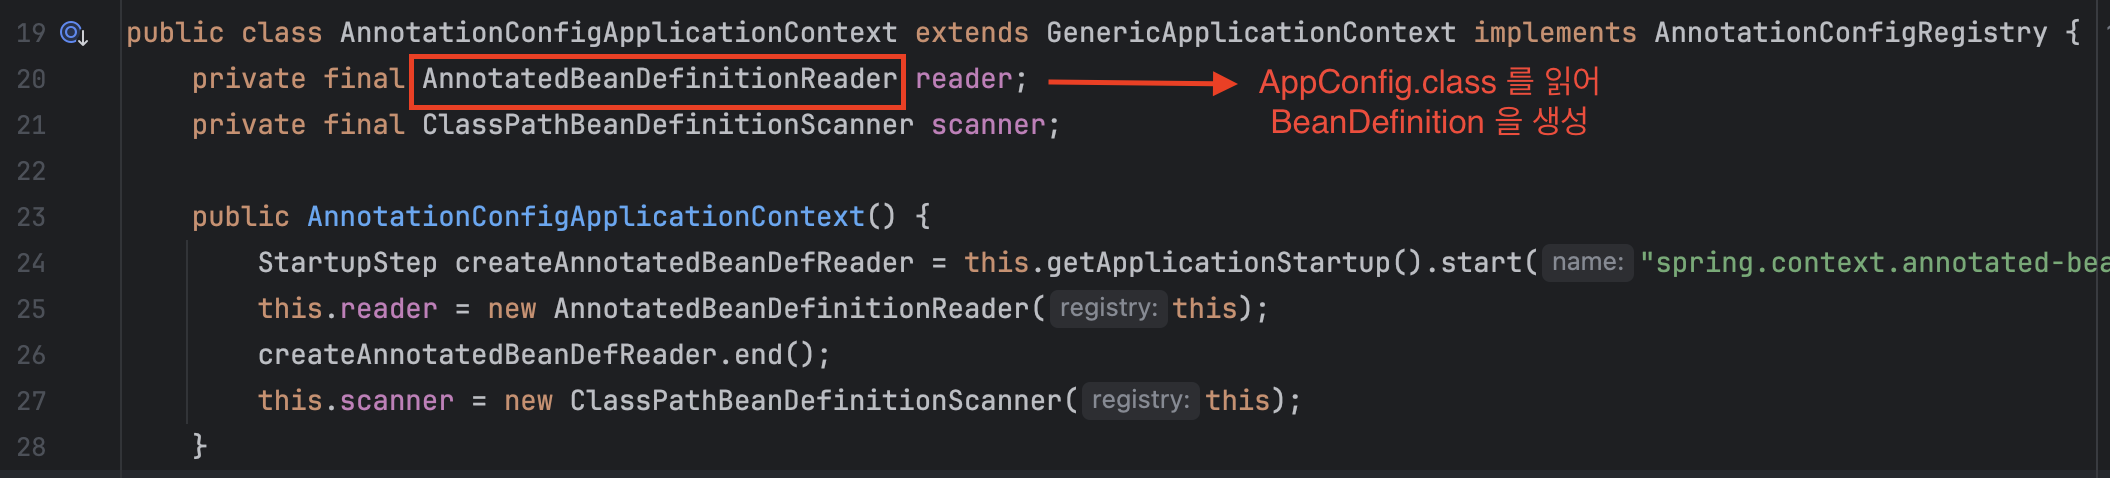 19 public class AnnotationConfigApplicationContext extends GenericApplicationContext implements AnnotationConfigRegistry {
20 private final AnnotatedBeanDefinitionReader reader; AppConfig.class 를 읽어
21 private final ClassPathBeanDefinitionScanner scanner; BeanDefinition 을 생성
22
23 public AnnotationConfigApplicationContext() {
24 StartupStep createAnnotatedBeanDefReader = this.getApplicationStartup().start( name: "spring.context.annotated-bea
25 this.reader = new AnnotatedBeanDefinitionReader( registry: this);
26 createAnnotatedBeanDefReader.end();
27 this.scanner = new ClassPathBeanDefinitionScanner( registry: this);
28 }